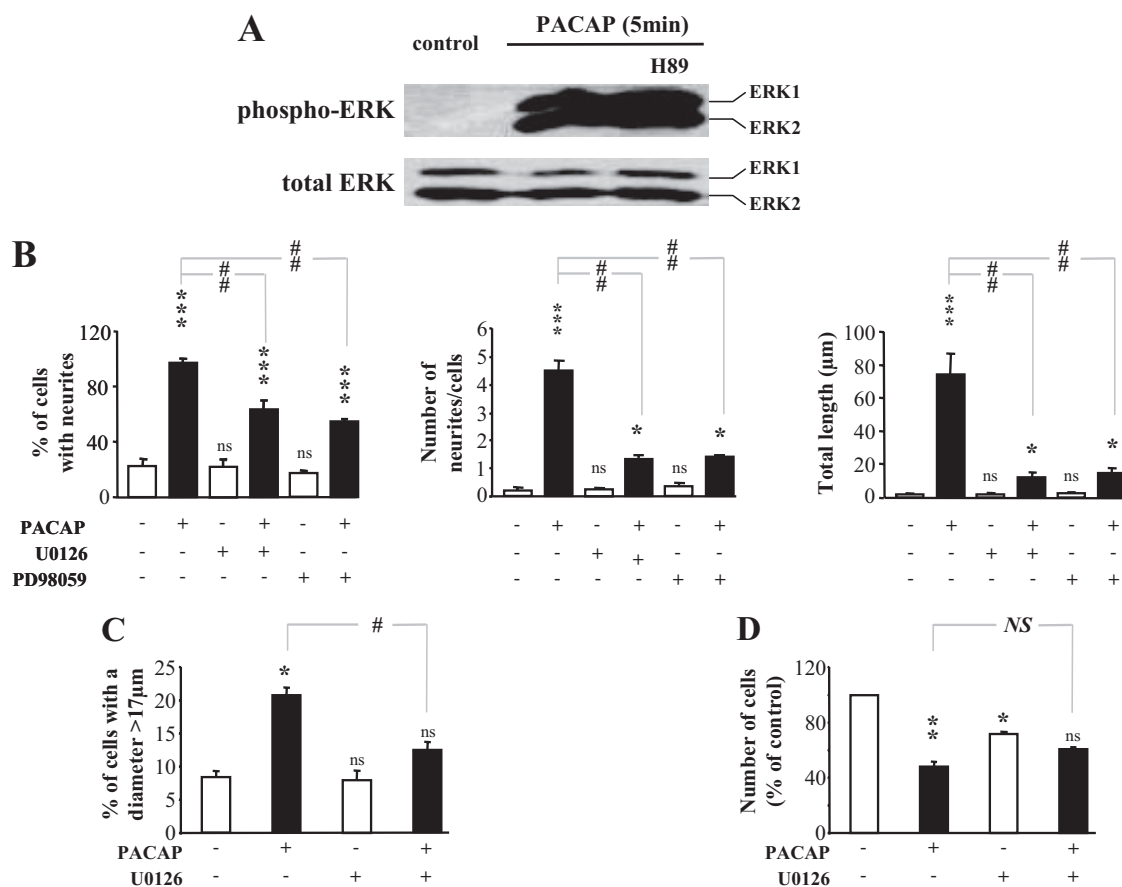 A
control
PACAP (5min)
H89
phospho-ERK
ERK1
ERK2
total ERK
ERK1
ERK2
B
# #
# #
*** *** ***
ns ns
% of cells with neurites
120
80
40
0
# #
# #
*** * *
ns ns
Number of neurites/cells
6
5
4
3
2
1
0
# #
# #
*** * *
ns ns
Total length (µm)
100
80
60
40
20
0
PACAP - + - + - + - + - + - + - + - + - +
U0126 - - + + - - - - + + - - - - + + - -
PD98059 - - - - + + - - - - + + - - - - + +
C
#
* ns ns
% of cells with a diameter >17µm
25
20
15
10
5
0
PACAP - + - +
U0126 - - + +
D
NS
** * ns
Number of cells (% of control)
120
80
40
0
PACAP - + - +
U0126 - - + +